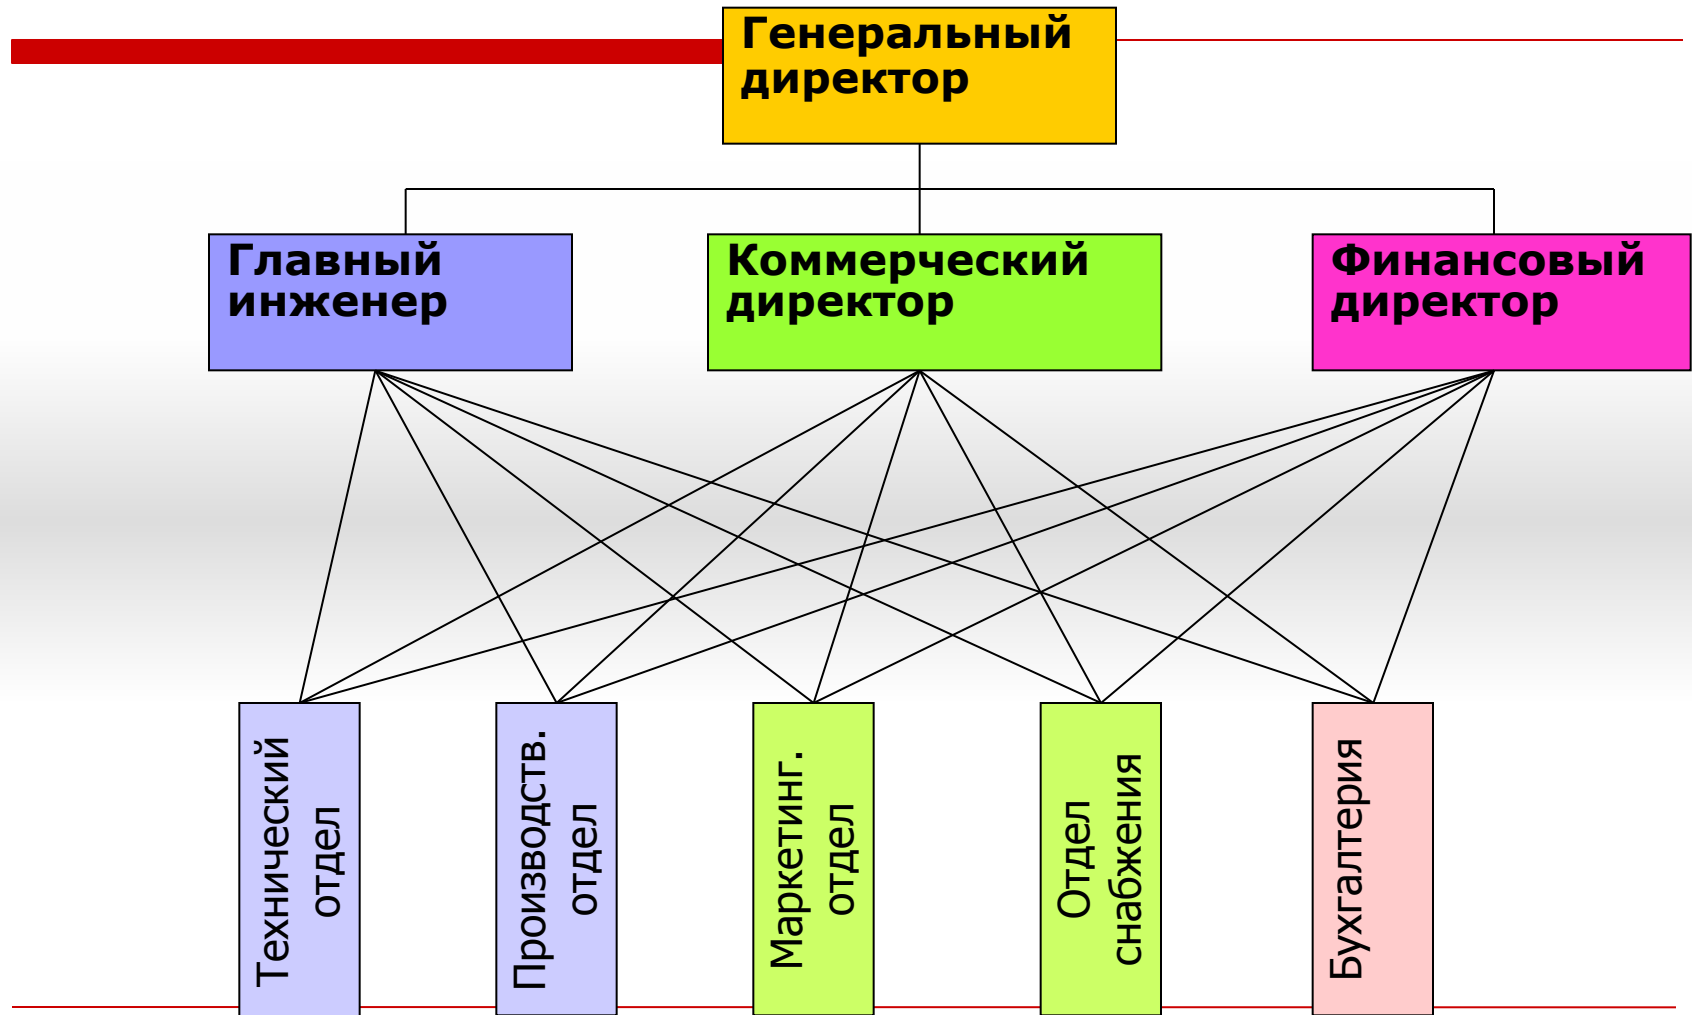 Генеральный
директор
Главный
инженер
Коммерческий
директор
Финансовый
директор
Технический
отдел
Производств.
отдел
Маркетинг.
отдел
Отдел
снабжения
Бухгалтерия